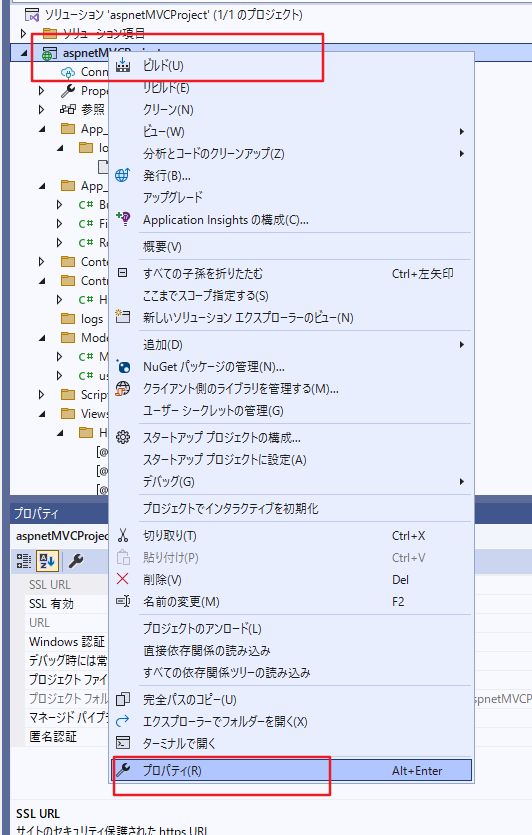 ソリューション 'aspnetMVCProject' (1/1 のプロジェクト)
ソリューション項目
aspnetMVCProject
Conn
ビルド(U)
Prope
リビルド(E)
参照
クリーン(N)
App_
ビュー(W)
lo
分析とコードのクリーンアップ(Z)
発行(B)...
App_
アップグレード
Bu
Application Insights の構成(C)...
Fi
Ro
概要(V)
Conte
すべての子孫を折りたたむ Ctrl+左矢印
Contr
ここまでスコープ指定する(S)
H
新しいソリューション エクスプローラーのビュー(N)
logs
Mode
追加(D)
M
NuGet パッケージの管理(N)...
us
クライアント側のライブラリを管理する(M)...
Script
ユーザー シークレットの管理(G)
Views
H
スタートアップ プロジェクトの構成...
[@
スタートアップ プロジェクトに設定(A)
[@
デバッグ(G)
[@
プロジェクトでインタラクティブを初期化
プロパティ
aspnetMVCProjec
切り取り(T) Ctrl+X
貼り付け(P) Ctrl+V
SSL URL
削除(V) Del
SSL 有効
名前の変更(M) F2
URL
プロジェクトのアンロード(L)
Windows 認証
直接依存関係の読み込み
デバッグ時には常
すべての依存関係ツリーの読み込み
プロジェクト ファイ
プロジェクト フォル
完全パスのコピー(U)
spnetMVCP
マネージド パイプラ
エクスプローラーでフォルダーを開く(X)
匿名認証
ターミナルで開く
プロパティ(R) Alt+Enter
SSL URL
サイトのセキュリティ保護された https URL